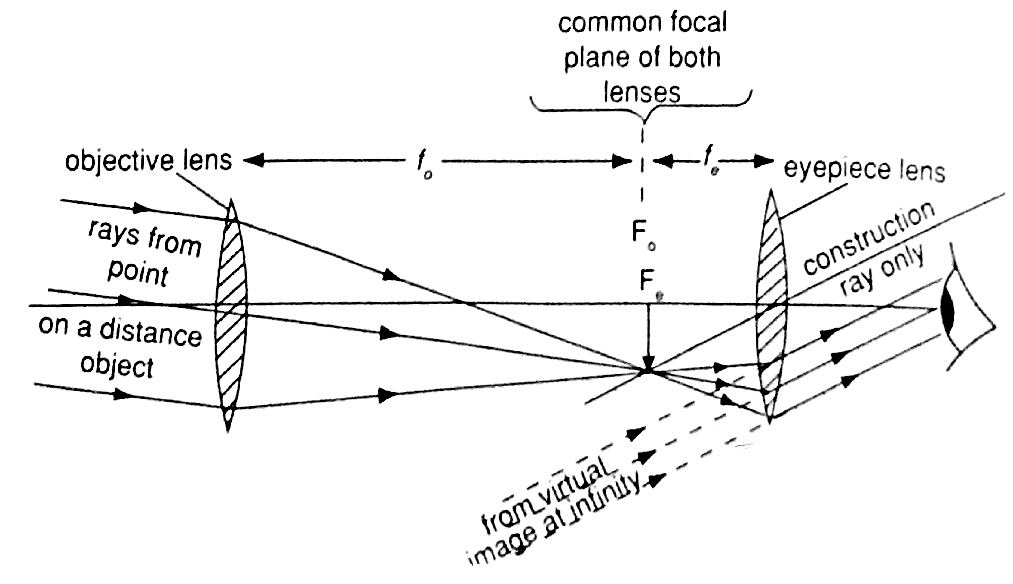 common focal
plane of both
lenses
objective lens
fₒ
fₑ
eyepiece lens
rays from
point
Fₒ
Fₑ
construction
ray only
on a distance
object
from virtual
image at infinity